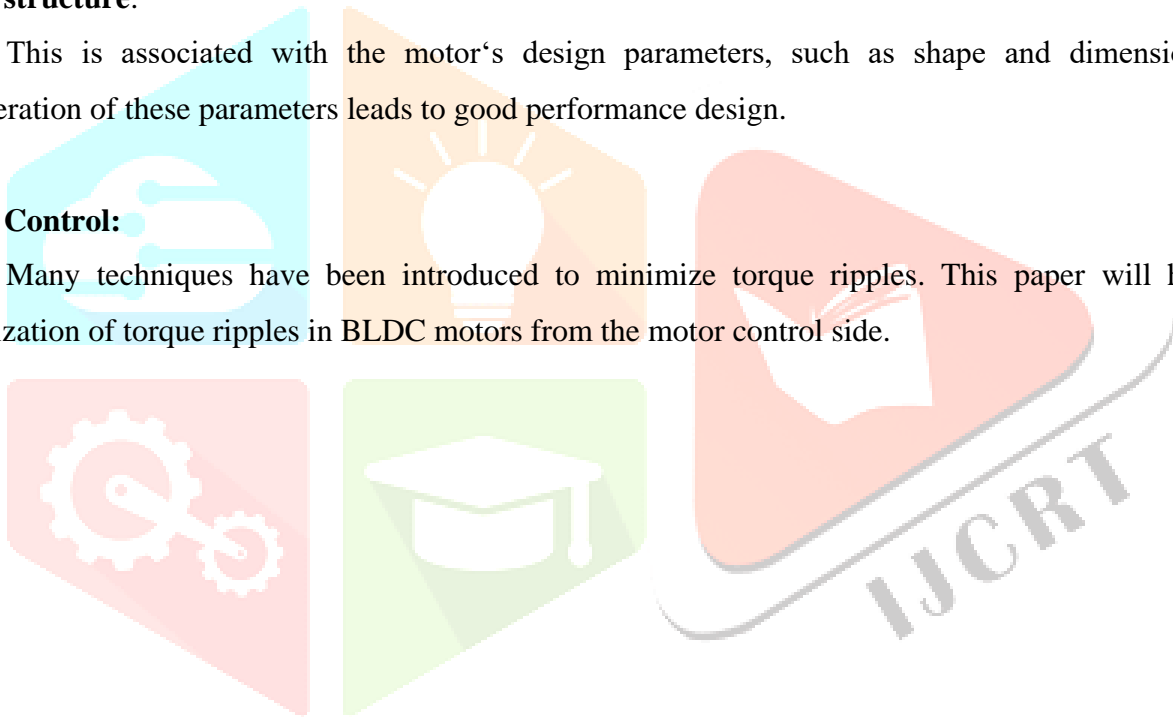 structure.
This is associated with the motor‘s design parameters, such as shape and
eration of these parameters leads to good performance design.
Control:
Many techniques have been introduced to minimize torque ripples. This paper will
ization of torque ripples in BLDC motors from the motor control side.
IJCRT